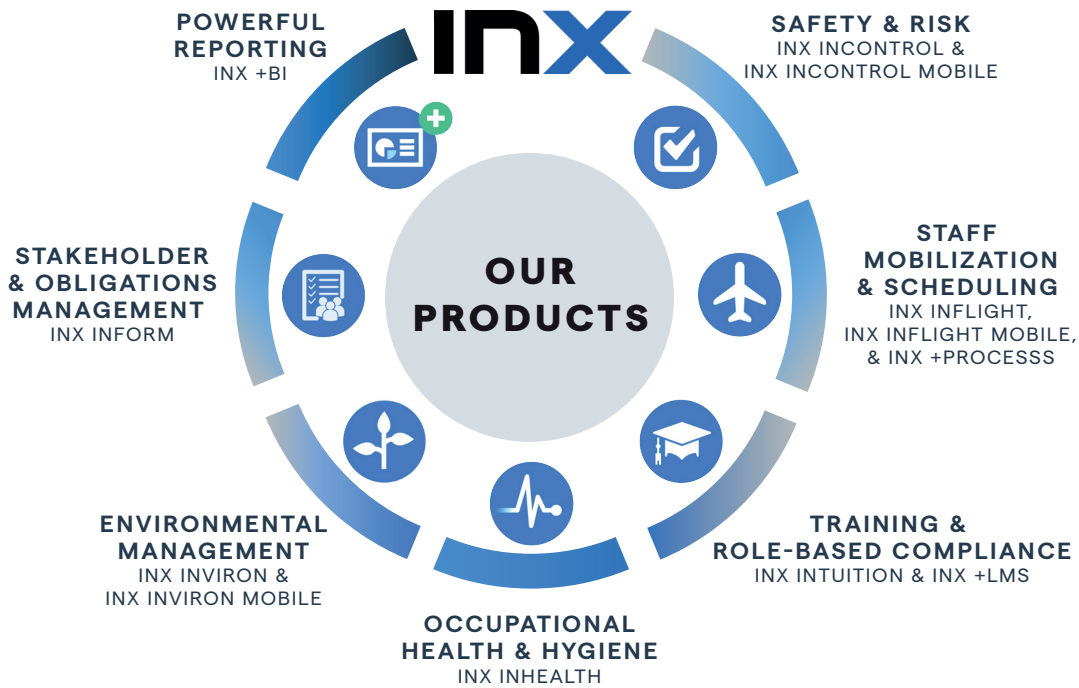 INX
POWERFUL
REPORTING
INX +BI
SAFETY & RISK
INX INCONTROL &
INX INCONTROL MOBILE
STAKEHOLDER
& OBLIGATIONS
MANAGEMENT
INX INFORM
OUR
PRODUCTS
STAFF
MOBILIZATION
& SCHEDULING
INX INFLIGHT,
INX INFLIGHT MOBILE,
& INX +PROCESSS
ENVIRONMENTAL
MANAGEMENT
INX INVIRON &
INX INVIRON MOBILE
TRAINING &
ROLE-BASED COMPLIANCE
INX INTUITION & INX +LMS
OCCUPATIONAL
HEALTH & HYGIENE
INX INHEALTH